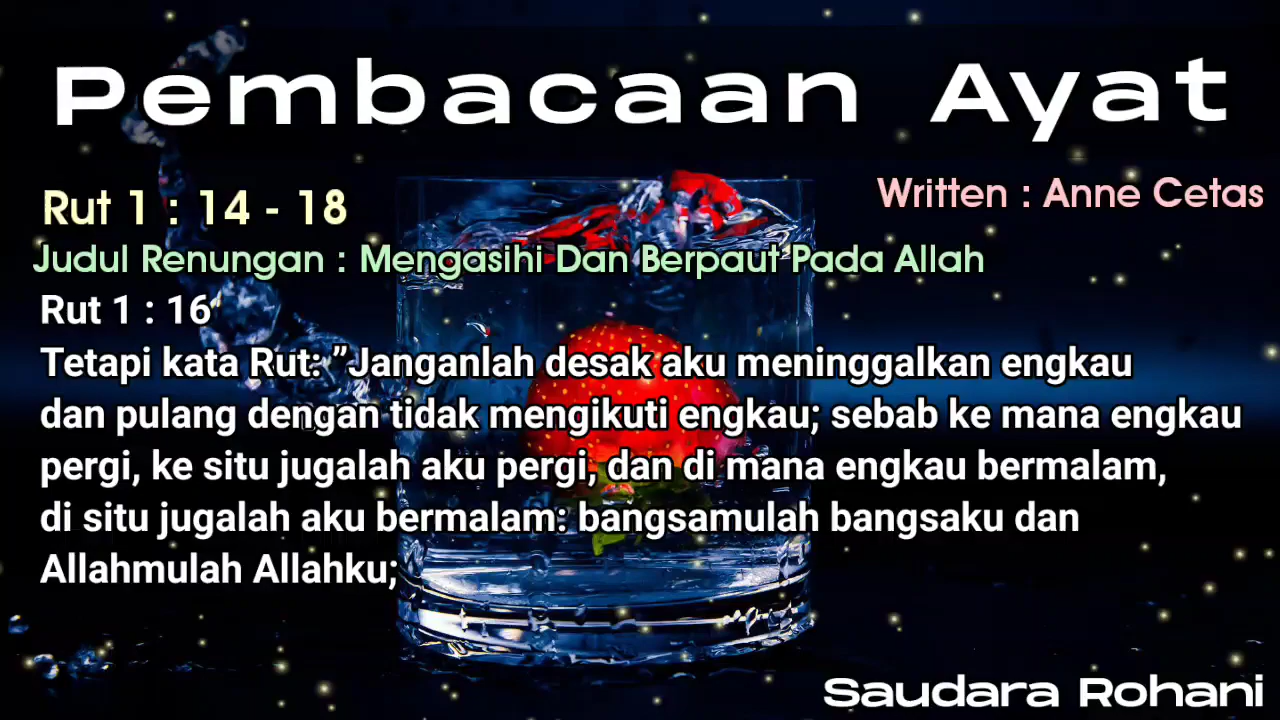 Pembacaan Ayat
Written : Anne Cetas
Rut 1 : 14 - 18
Judul Renungan : Mengasihi Dan Berpaut Pada Allah
Rut 1 : 16
Tetapi kata Rut: ”Janganlah desak aku meninggalkan engkau
dan pulang dengan tidak mengikuti engkau; sebab ke mana engkau
pergi, ke situ jugalah aku pergi, dan di mana engkau bermalam,
di situ jugalah aku bermalam: bangsamulah bangsaku dan
Allahmulah Allahku;
Saudara Rohani